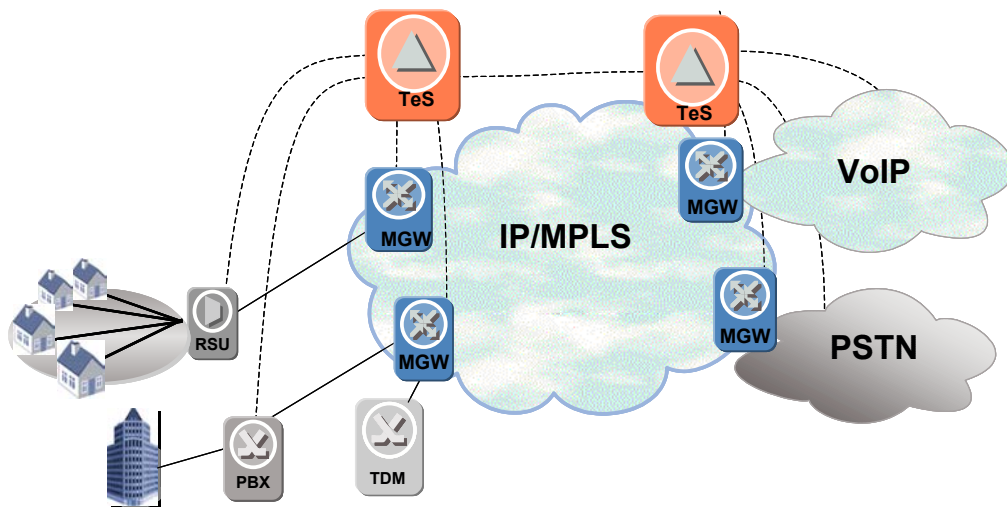 TeS
TeS
VoIP
MGW
MGW
IP/MPLS
RSU
MGW
MGW
PSTN
PBX
TDM